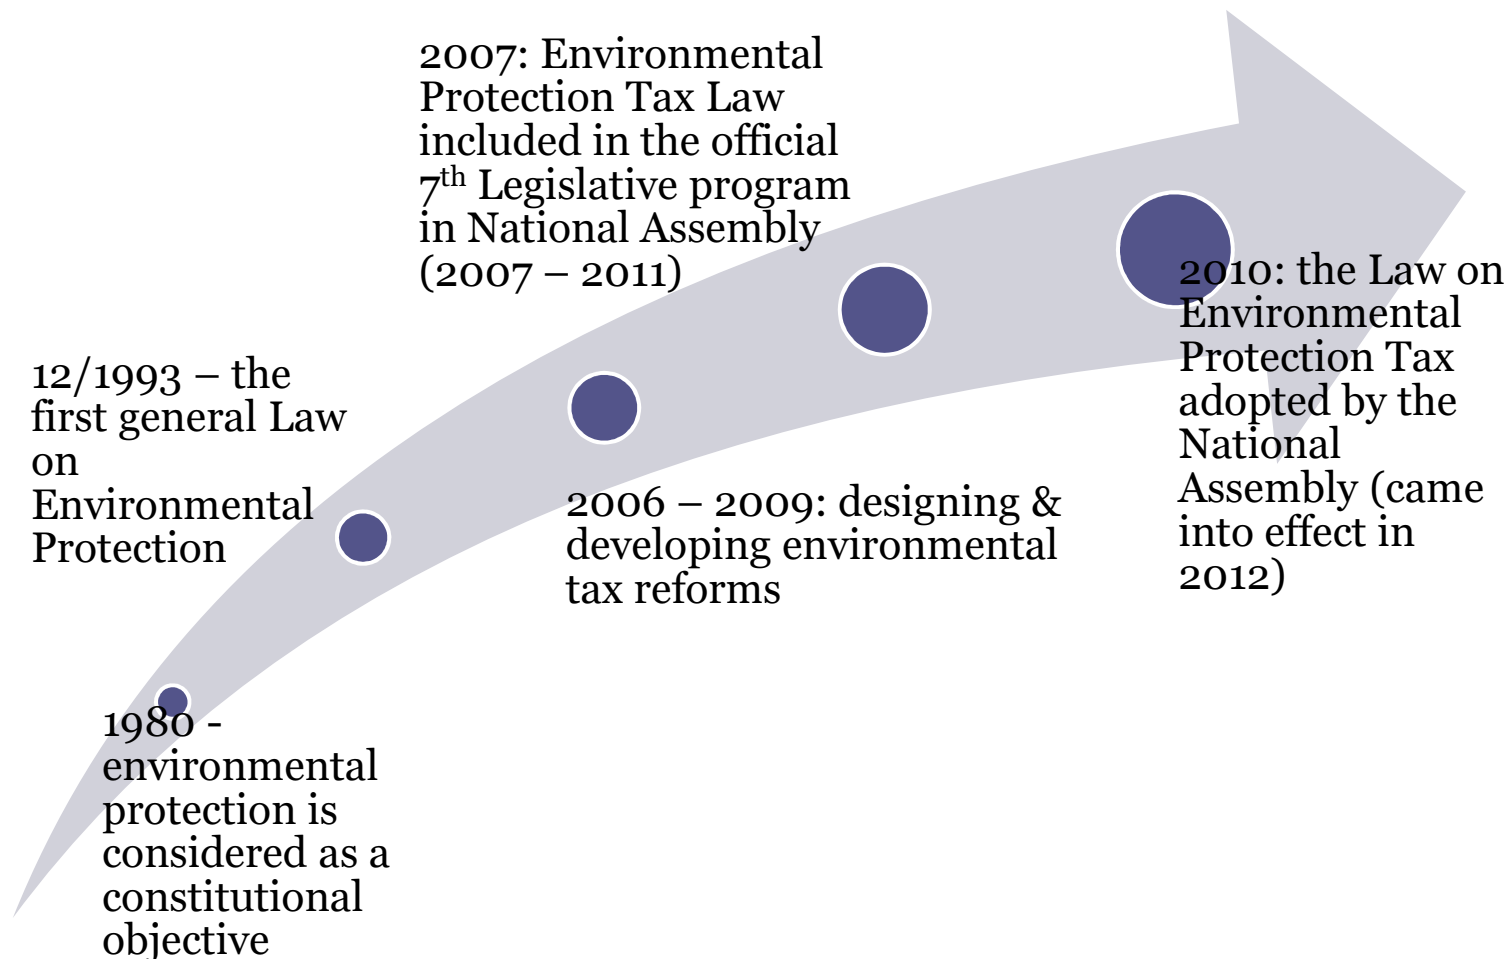 2007: Environmental
Protection Tax Law
included in the official
7th Legislative program
in National Assembly
(2007 – 2011)
2010: the Law on
Environmental
Protection Tax
adopted by the
National
Assembly (came
into effect in
2012)
12/1993 – the
first general Law
on
Environmental
Protection
2006 – 2009: designing &
developing environmental
tax reforms
1980 -
environmental
protection is
considered as a
constitutional
objective